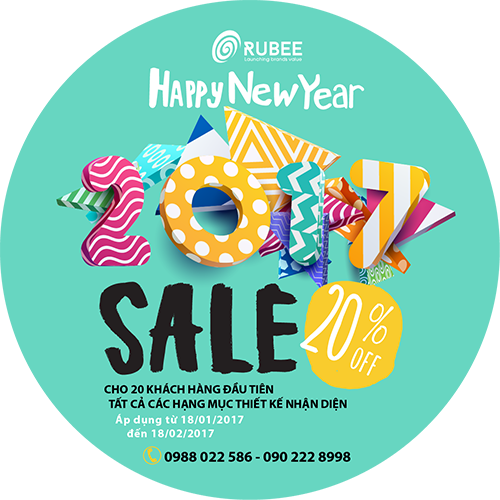 RUBEE
Launching brands value
HAPPY NEW YEAR
2017
SALE
20%
OFF
CHO 20 KHÁCH HÀNG ĐẦU TIÊN
TẤT CẢ CÁC HẠNG MỤC THIẾT KẾ NHẬN DIỆN
Áp dụng từ 18/01/2017
đến 18/02/2017
0988 022 586 - 090 222 8998